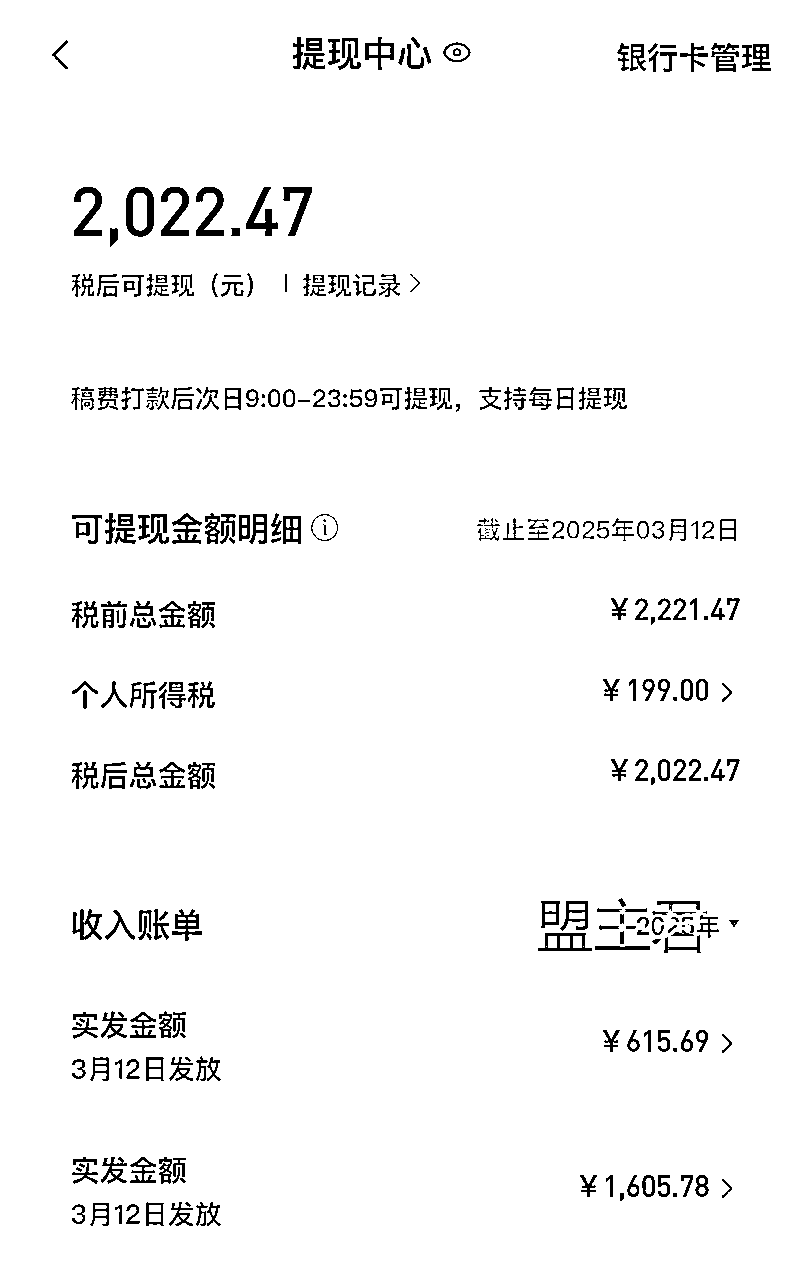 提现中心
银行卡管理
2,022.47
税后可提现（元）｜提现记录
稿费打款后次日9:00-23:59可提现，支持每日提现
可提现金额明细
截止至2025年03月12日
税前总金额
¥2,221.47
个人所得税
¥199.00
税后总金额
¥2,022.47
收入账单
盟主君
2025年
实发金额
¥615.69
3月12日发放
实发金额
¥1,605.78
3月12日发放